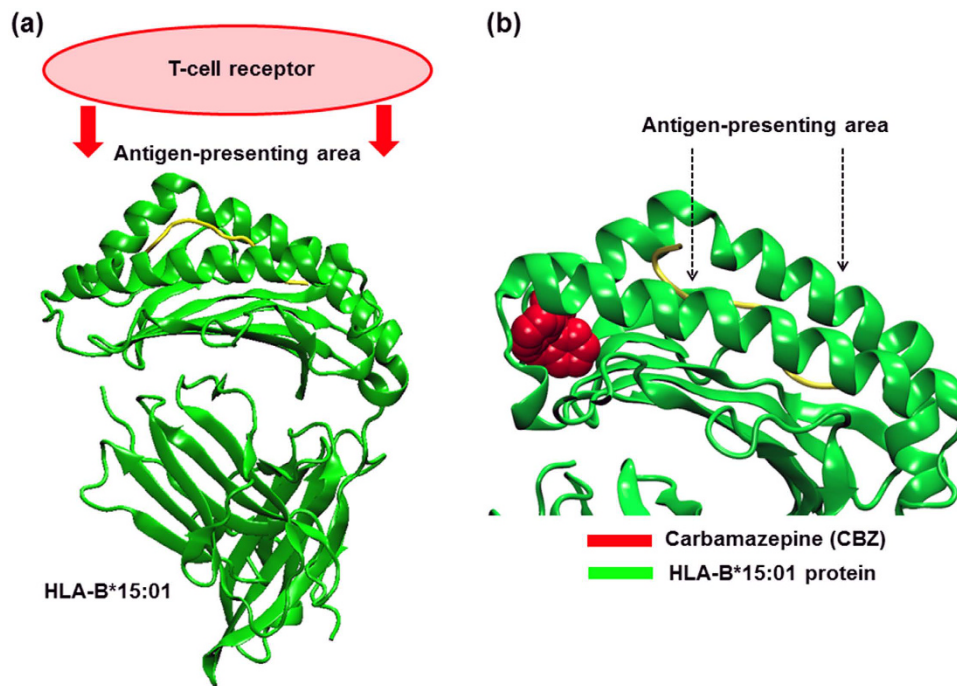 (a)
T-cell receptor
Antigen-presenting area
HLA-B*15:01
(b)
Antigen-presenting area
Carbamazepine (CBZ)
HLA-B*15:01 protein